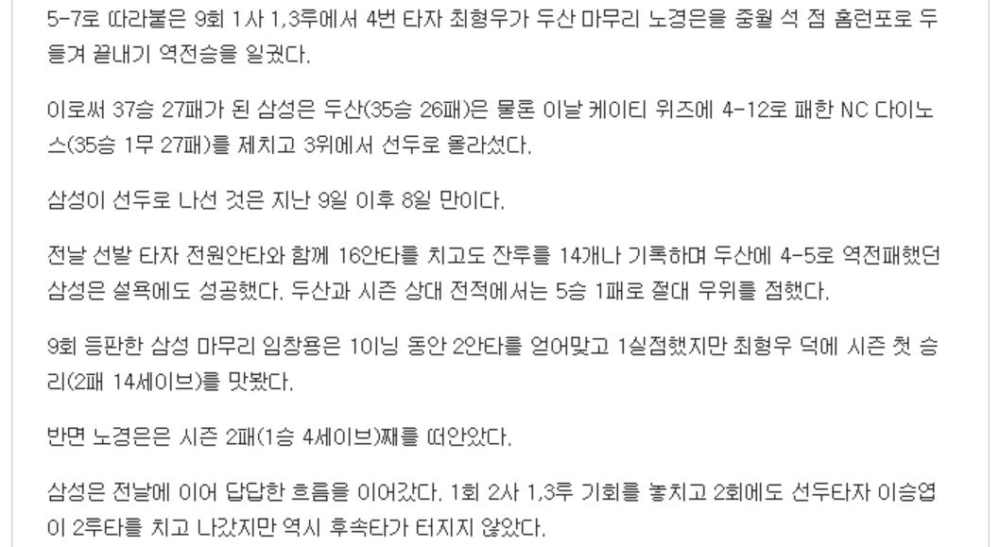 5-7로 따라붙은 9회 1사 1,3루에서 4번 타자 최형우가 두산 마무리 노경은을 중월 석 점 홈런포로 두
들겨 끝내기 역전승을 일궜다.
이로써 37승 27패가 된 삼성은 두산(35승 26패)은 물론 이날 케이티 위즈에 4-12로 패한 NC 다이노
스(35승 1무 27패)를 제치고 3위에서 선두로 올라섰다.
삼성이 선두로 나선 것은 지난 9일 이후 8일 만이다.
전날 선발 타자 전원안타와 함께 16안타를 치고도 잔루를 14개나 기록하며 두산에 4-5로 역전패했던
삼성은 설욕에도 성공했다. 두산과 시즌 상대 전적에서는 5승 1패로 절대 우위를 점했다.
9회 등판한 삼성 마무리 임창용은 1이닝 동안 2안타를 얻어맞고 1실점했지만 최형우 덕에 시즌 첫 승
리(2패 14세이브)를 맛봤다.
반면 노경은은 시즌 2패(1승 4세이브)째를 떠안았다.
삼성은 전날에 이어 답답한 흐름을 이어갔다. 1회 2사 1,3루 기회를 놓치고 2회에도 선두타자 이승엽
이 2루타를 치고 나갔지만 역시 후속타가 터지지 않았다.